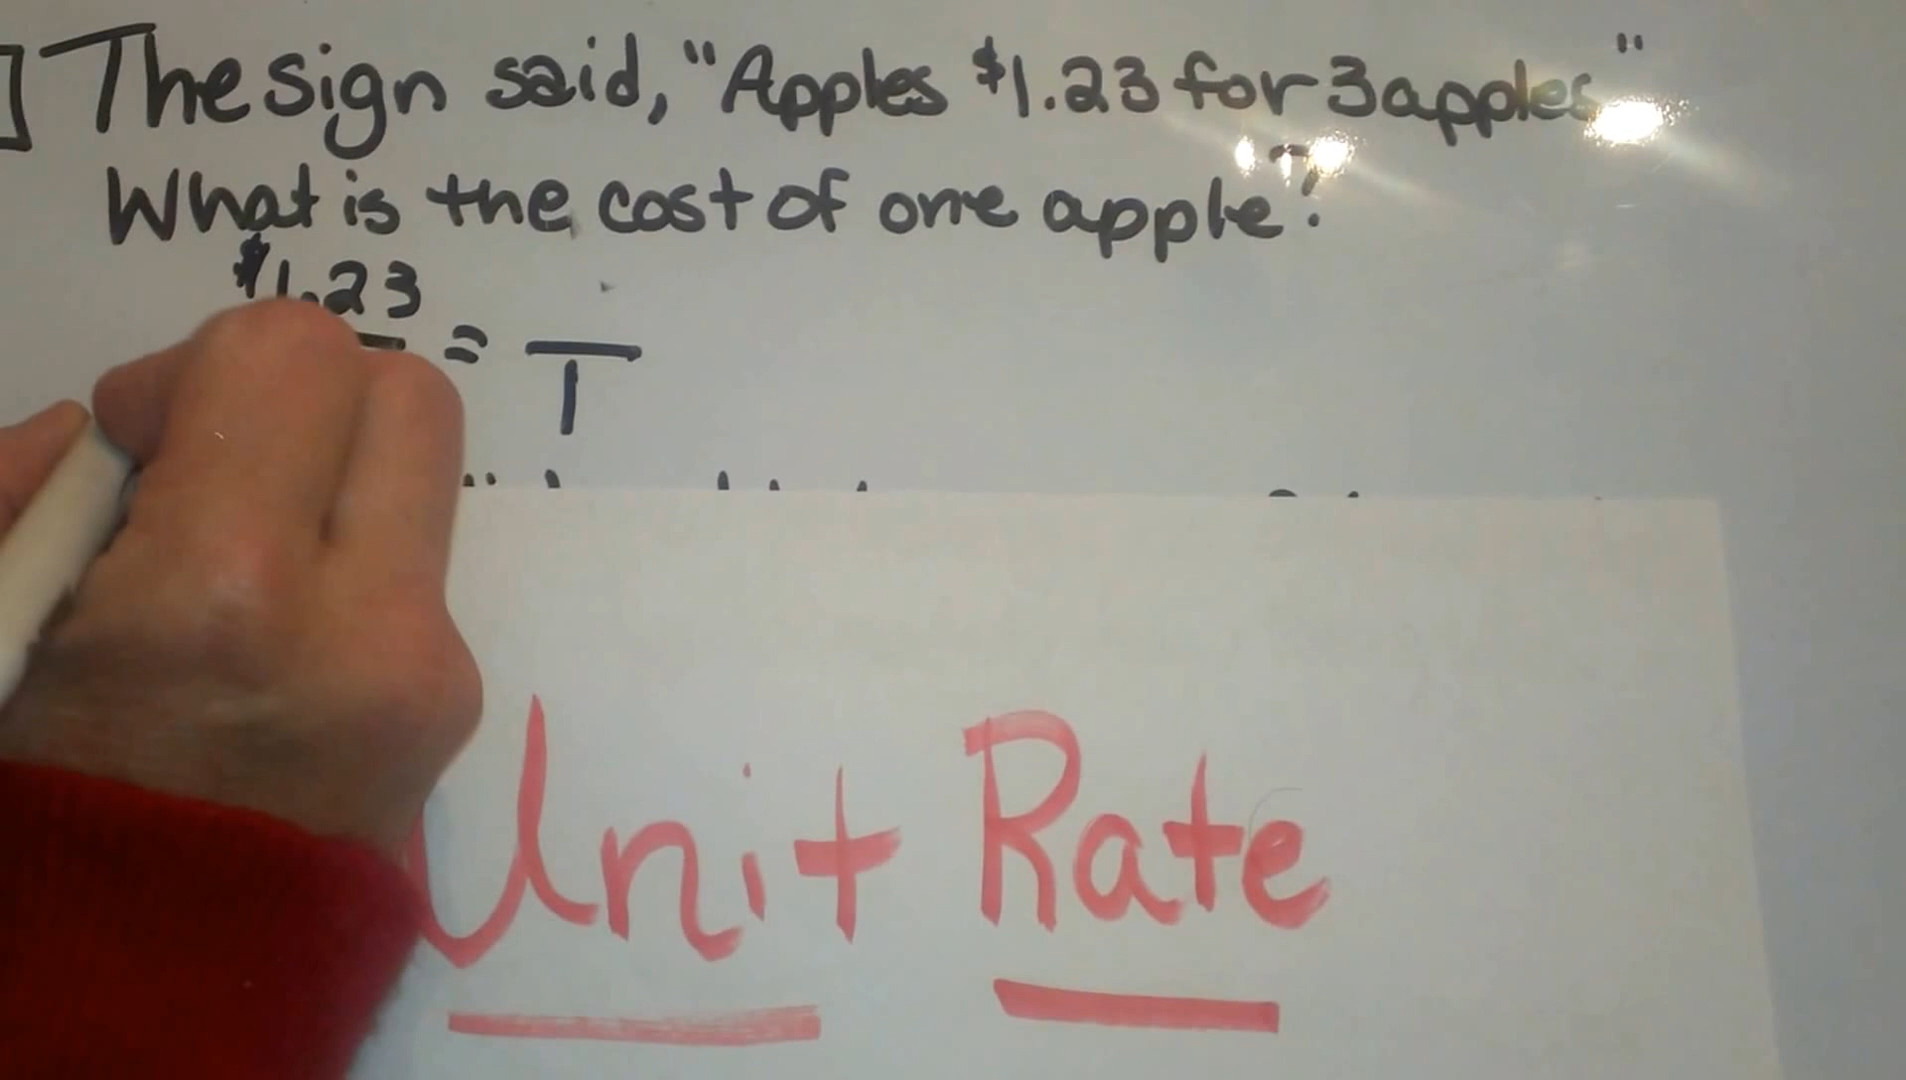 ] The sign said, "Apples $1.23 for 3 apples"
What is the cost of one apple?
$1.23
=
1
Unit Rate